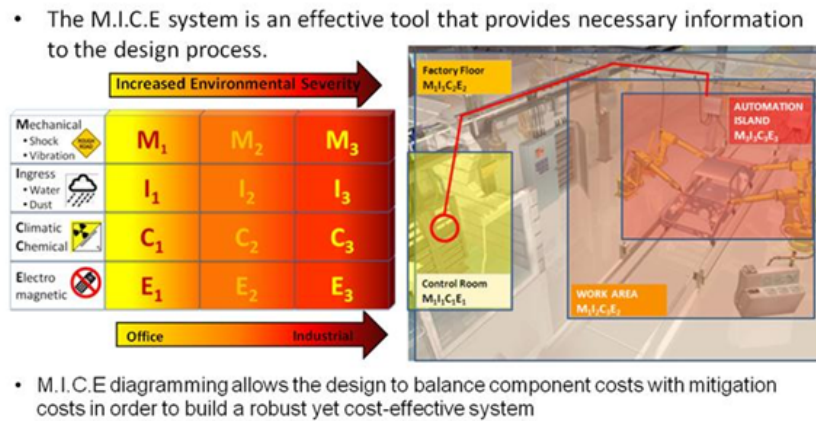 • The M.I.C.E system is an effective tool that provides necessary information
to the design process.
Increased Environmental Severity
Mechanical
• Shock
• Vibration
ROUGH ROAD
M₁ M₂ M₃
Ingress
• Water
• Dust
I₁ I₂ I₃
Climatic
Chemical
C₁ C₂ C₃
Electro
magnetic
E₁ E₂ E₃
Office Industrial
Factory Floor
AUTOMATION
ISLAND
Control Room
M₁I₁C₁E₁
WORK AREA
• M.I.C.E diagramming allows the design to balance component costs with mitigation
costs in order to build a robust yet cost-effective system